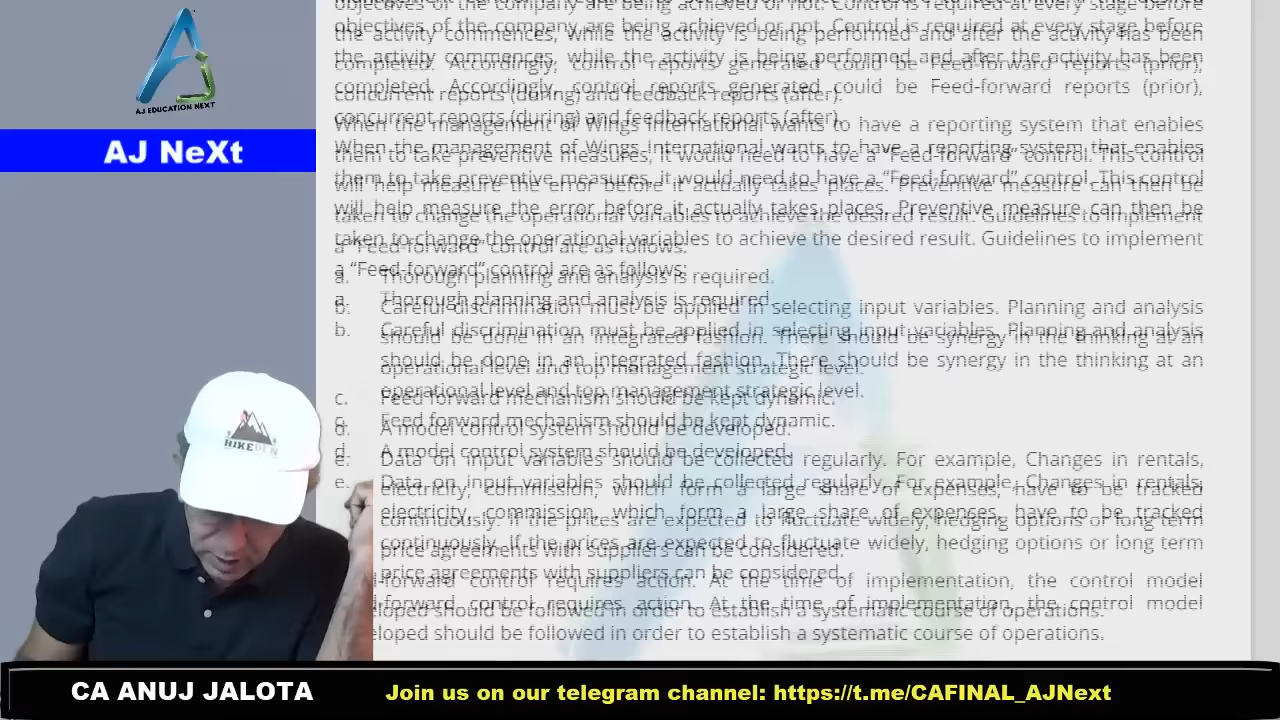 AJ EDUCATION NEXT
AJ NeXt
HIKE
objectives of the company are being achieved or not. Control is required at every stage before
the activity commences, while the activity is being performed and after the activity has been
completed. Accordingly, control reports generated could be Feed-forward reports (prior),
concurrent reports (during) and feedback reports (after).
When the management of Wings International wants to have a reporting system that enables
them to take preventive measures, it would need to have a “Feed-forward” control. This control
will help measure the error before it actually takes places. Preventive measure can then be
taken to change the operational variables to achieve the desired result. Guidelines to implement
a “Feed-forward” control are as follows:
a. Thorough planning and analysis is required.
b. Careful discrimination must be applied in selecting input variables. Planning and analysis
should be done in an integrated fashion. There should be synergy in the thinking at an
operational level and top management strategic level.
c. Feed forward mechanism should be kept dynamic.
d. A model control system should be developed.
e. Data on input variables should be collected regularly. For example, Changes in rentals,
electricity, commission, which form a large share of expenses, have to be tracked
continuously. If the prices are expected to fluctuate widely, hedging options or long term
price agreements with suppliers can be considered.
forward control requires action. At the time of implementation, the control model
eloped should be followed in order to establish a systematic course of operations.
CA ANUJ JALOTA
Join us on our telegram channel: https://t.me/CAFINAL_AJNext